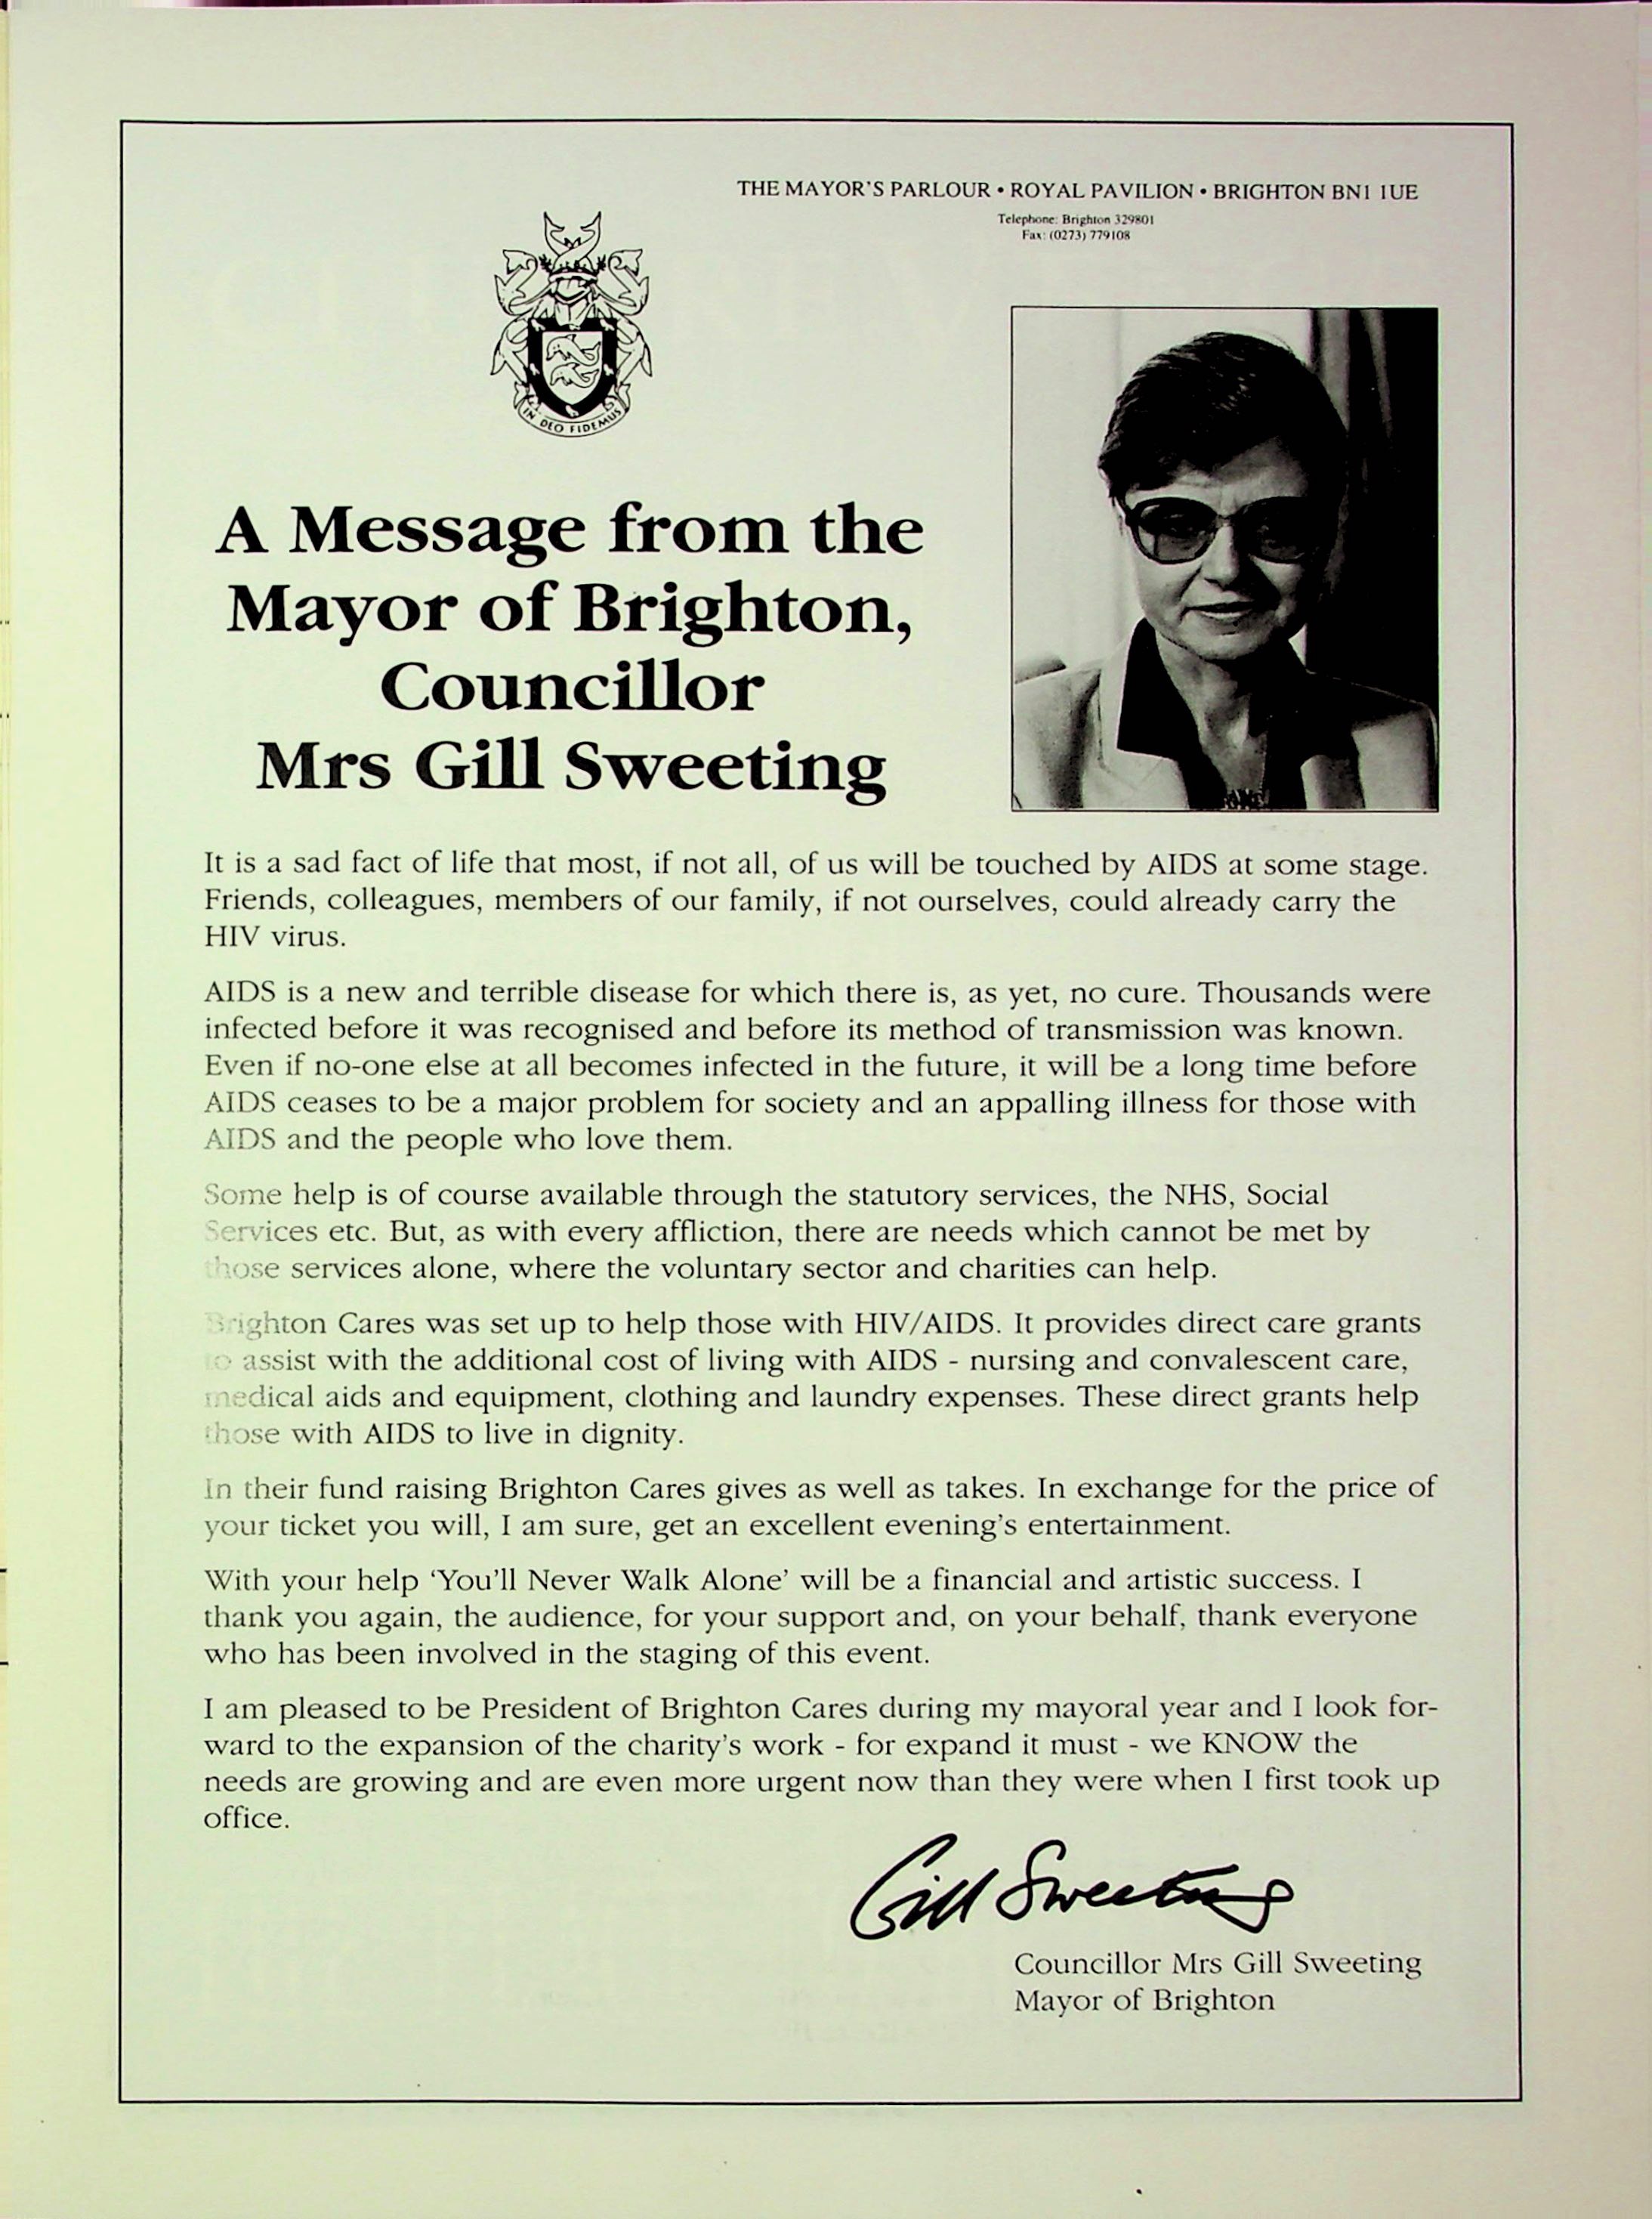 THE MAYOR'S PARLOUR • ROYAL PAVILION • BRIGHTON BN1 1UE
Telephone: Brighton 329801
Fax: (0273) 779108
IN DEO FIDEMUS
A Message from the
Mayor of Brighton,
Councillor
Mrs Gill Sweeting
It is a sad fact of life that most, if not all, of us will be touched by AIDS at some stage.
Friends, colleagues, members of our family, if not ourselves, could already carry the
HIV virus.
AIDS is a new and terrible disease for which there is, as yet, no cure. Thousands were
infected before it was recognised and before its method of transmission was known.
Even if no-one else at all becomes infected in the future, it will be a long time before
AIDS ceases to be a major problem for society and an appalling illness for those with
AIDS and the people who love them.
Some help is of course available through the statutory services, the NHS, Social
Services etc. But, as with every affliction, there are needs which cannot be met by
those services alone, where the voluntary sector and charities can help.
Brighton Cares was set up to help those with HIV/AIDS. It provides direct care grants
to assist with the additional cost of living with AIDS - nursing and convalescent care,
medical aids and equipment, clothing and laundry expenses. These direct grants help
those with AIDS to live in dignity.
In their fund raising Brighton Cares gives as well as takes. In exchange for the price of
your ticket you will, I am sure, get an excellent evening's entertainment.
With your help 'You'll Never Walk Alone' will be a financial and artistic success. I
thank you again, the audience, for your support and, on your behalf, thank everyone
who has been involved in the staging of this event.
I am pleased to be President of Brighton Cares during my mayoral year and I look for-
ward to the expansion of the charity's work - for expand it must - we KNOW the
needs are growing and are even more urgent now than they were when I first took up
office.
Gill Sweeting
Councillor Mrs Gill Sweeting
Mayor of Brighton